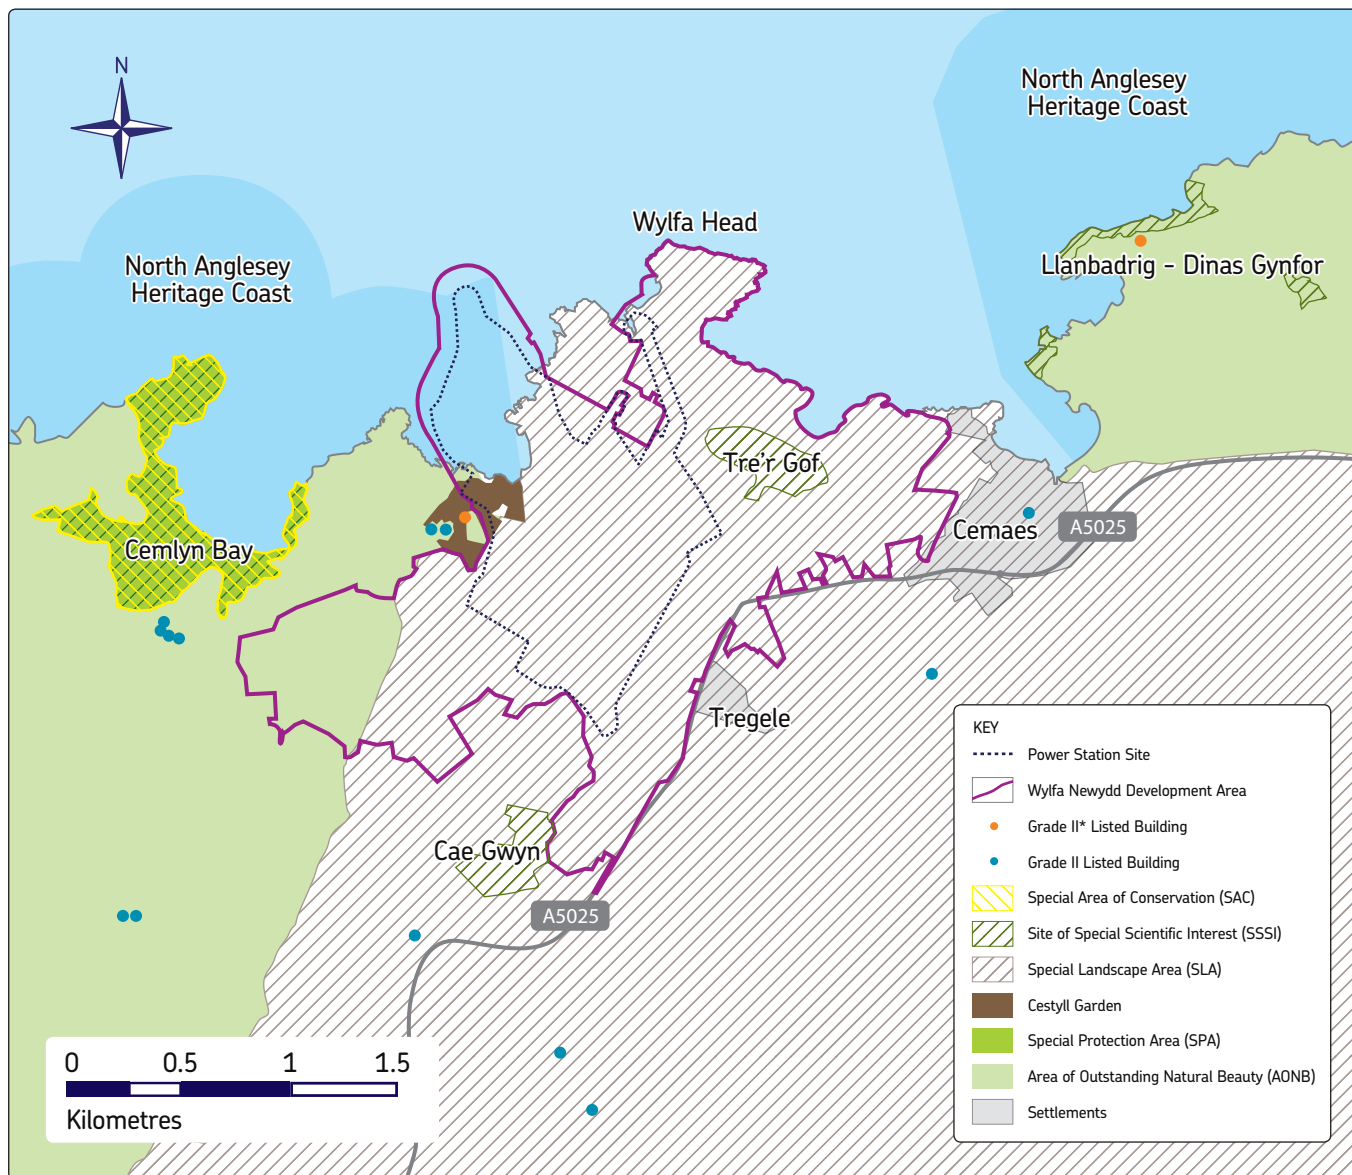 N
North Anglesey
Heritage Coast
Wylfa Head
North Anglesey
Heritage Coast
Llanbadrig - Dinas Gynfor
Tre'r Gof
Cemlyn Bay
Cemaes
A5025
Tregele
Cae Gwyn
A5025
KEY
Power Station Site
Wylfa Newydd Development Area
Grade II* Listed Building
Grade II Listed Building
Special Area of Conservation (SAC)
Site of Special Scientific Interest (SSSI)
Special Landscape Area (SLA)
Cestyll Garden
Special Protection Area (SPA)
Area of Outstanding Natural Beauty (AONB)
Settlements
0 0.5 1 1.5
Kilometres